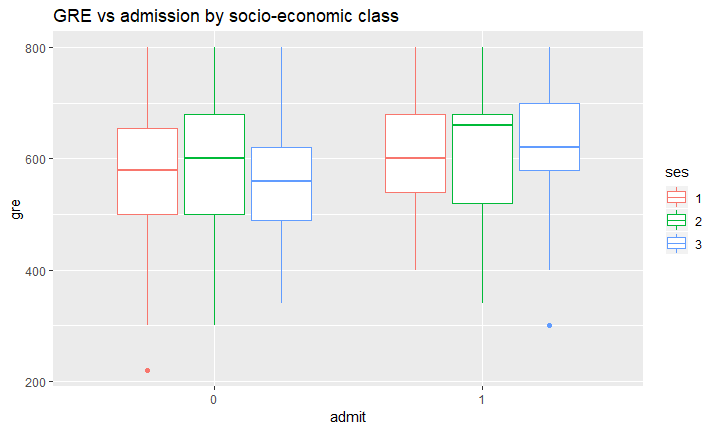 GRE vs admission by socio-economic class
800
600
400
200
gre
0
1
admit
ses
1
2
3